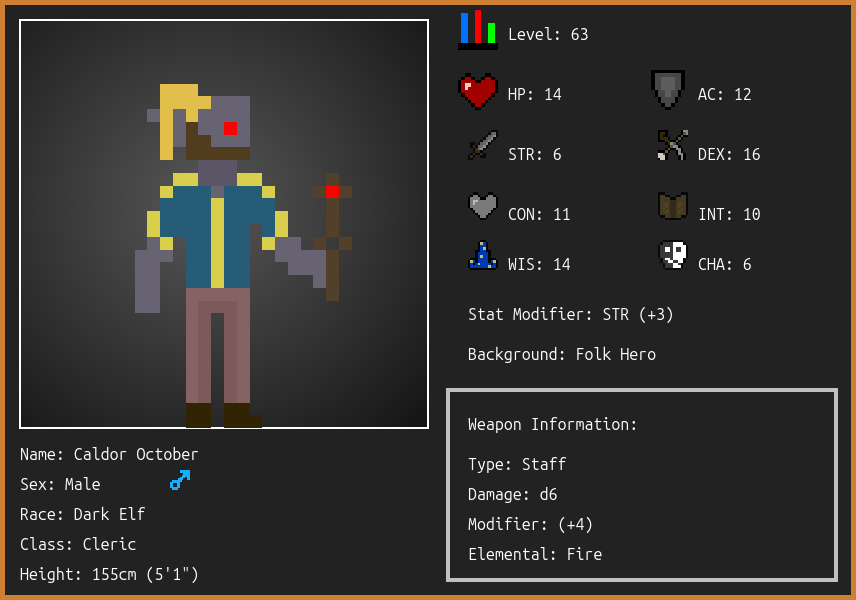 Level: 63
HP: 14
AC: 12
STR: 6
DEX: 16
CON: 11
INT: 10
WIS: 14
CHA: 6
Stat Modifier: STR (+3)
Background: Folk Hero
Weapon Information:
Type: Staff
Damage: d6
Modifier: (+4)
Elemental: Fire
Name: Caldor October
Sex: Male
Race: Dark Elf
Class: Cleric
Height: 155cm (5'1")